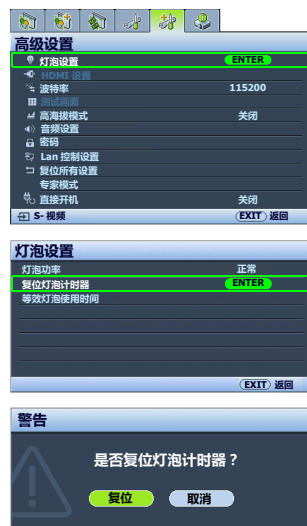 高级设置
灯泡设置 ENTER
HDMI 设置
波特率 115200
测试画面
高海拔模式 关闭
音频设置
密码
Lan 控制设置
复位所有设置
专家模式
直接开机 关闭
S- 视频 EXIT 返回
灯泡设置
灯泡功率 正常
复位灯泡计时器 ENTER
等效灯泡使用时间
EXIT 返回
警告
是否复位灯泡计时器？
复位 取消